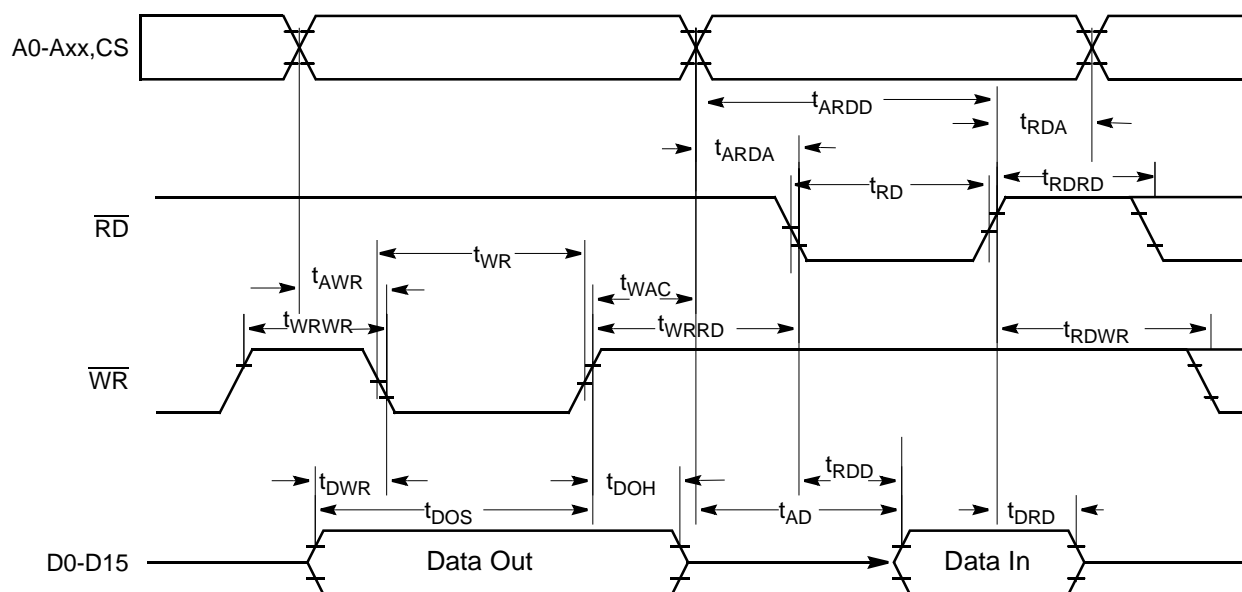 A0-Axx,CS
tARDD
tRDA
tARDA
tRD
tRDRD
RD
tWR
tAWR
tWAC
tWRWR
tWRRD
tRDWR
WR
tRDD
tDWR
tDOH
tAD
tDRD
tDOS
D0-D15
Data Out
Data In